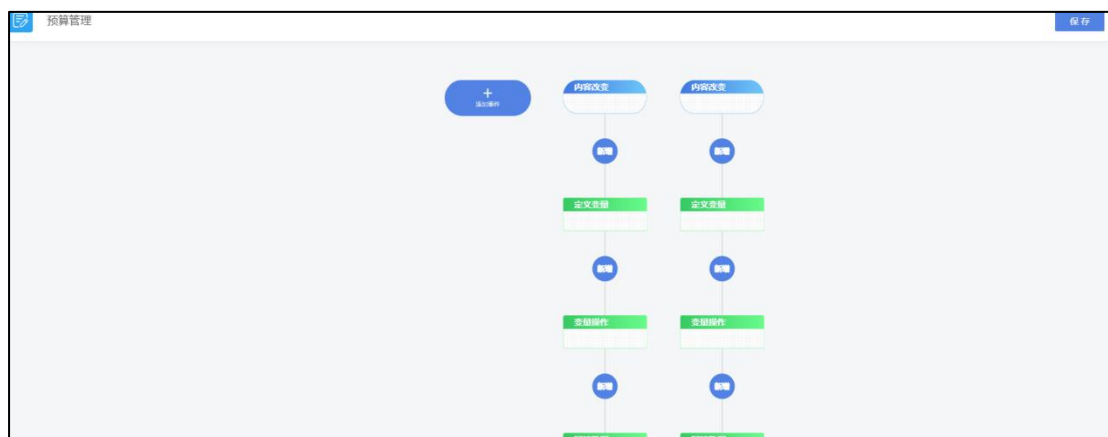 预算管理
保存
+
添加事件
内容改变
内容改变
新增
新增
定义变量
定义变量
新增
新增
变量操作
变量操作
新增
新增